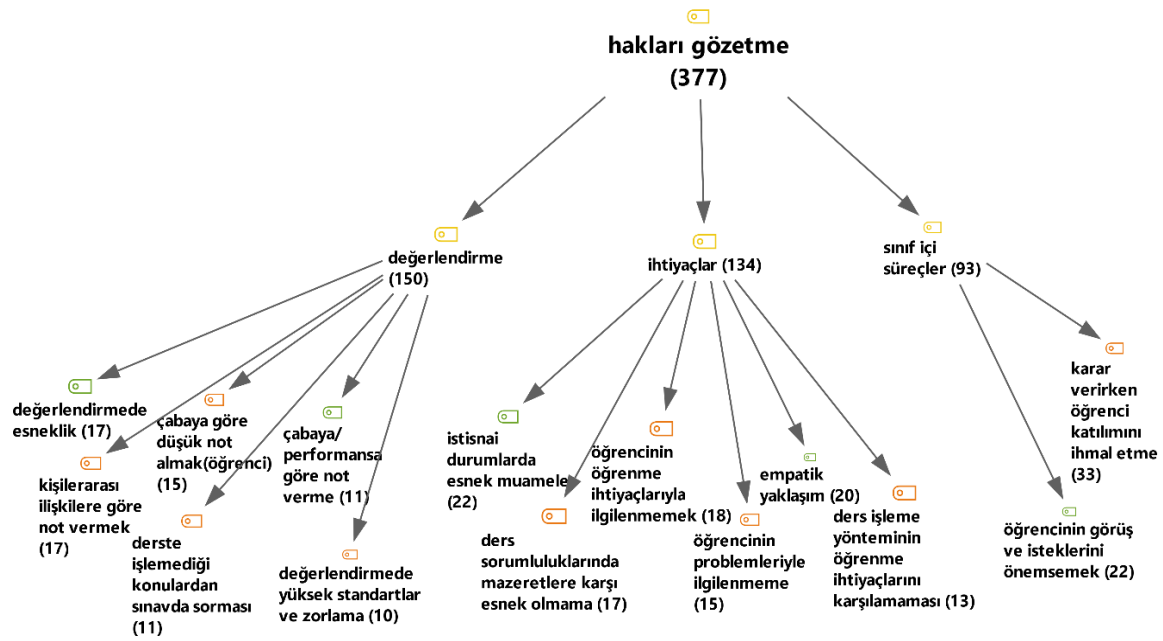 hakları gözetme
(377)
değerlendirme
(150)
ihtiyaçlar (134)
sınıf içi
süreçler (93)
değerlendirmede
esneklik (17)
kişilerarası
ilişkilere göre
not vermek
(17)
çabaya göre
düşük not
almak(öğrenci)
(15)
derste
işlemediği
konulardan
sınavda sorması
(11)
çabaya/
performansa
göre not
verme (11)
değerlendirmede
yüksek standartlar
ve zorlama (10)
istisnai
durumlarda
esnek muamele
(22)
ders
sorumluluklarında
mazeretlere karşı
esnek olmama (17)
öğrencinin
öğrenme
ihtiyaçlarıyla
ilgilenmemek (18)
öğrencinin
problemleriyle
ilgilenmeme
(15)
empatik
yaklaşım (20)
ders işleme
yönteminin
öğrenme
ihtiyaçlarını
karşılamaması (13)
öğrencinin görüş
ve isteklerini
önemsemek (22)
karar
verirken
öğrenci
katılımını
ihmal etme
(33)